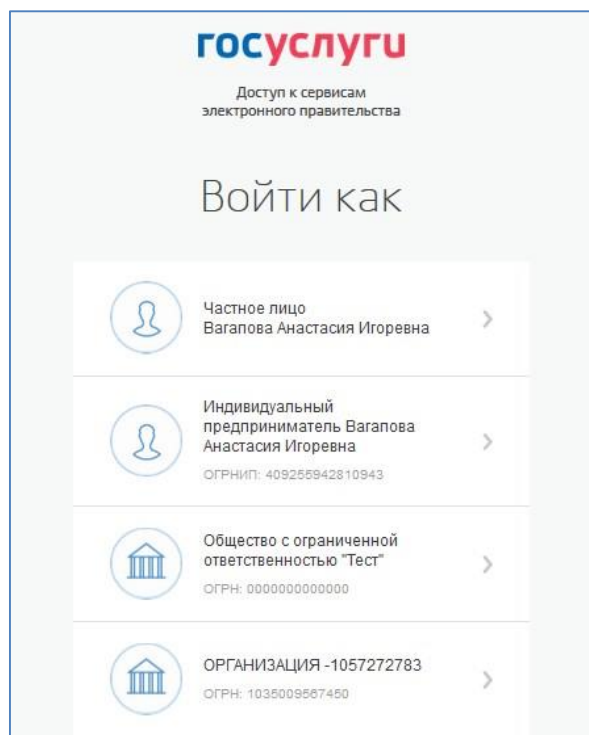 госуслуги
Доступ к сервисам
электронного правительства
Войти как
Частное лицо
Вагапова Анастасия Игоревна
Индивидуальный
предприниматель Вагапова
Анастасия Игоревна
ОГРНИП: 409255942810943
Общество с ограниченной
ответственностью "Тест"
ОГРН: 0000000000000
ОРГАНИЗАЦИЯ -1057272783
ОГРН: 1035009567450